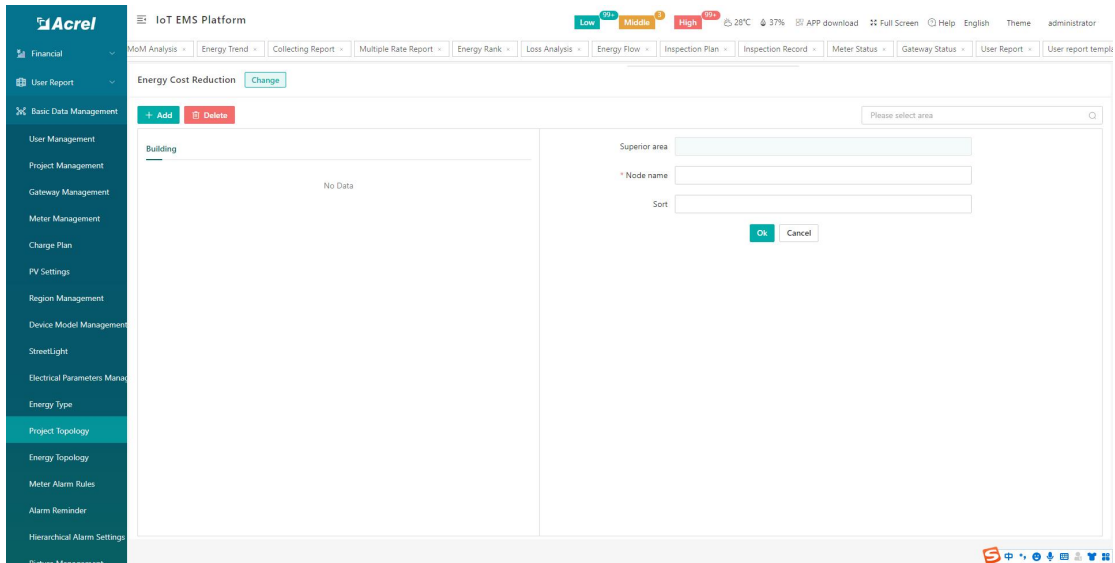 Acrel
IoT EMS Platform
Low 99+ Middle 3 High 99+ 28℃ 37% APP download Full Screen Help English Theme administrator
MoM Analysis × Energy Trend × Collecting Report × Multiple Rate Report × Energy Rank × Loss Analysis × Energy Flow × Inspection Plan × Inspection Record × Meter Status × Gateway Status × User Report × User report templa
Energy Cost Reduction Change
+ Add Delete
Please select area
Building
No Data
Superior area
* Node name
Sort
Ok Cancel
Financial
User Report
Basic Data Management
User Management
Project Management
Gateway Management
Meter Management
Charge Plan
PV Settings
Region Management
Device Model Management
StreetLight
Electrical Parameters Manag
Energy Type
Project Topology
Energy Topology
Meter Alarm Rules
Alarm Reminder
Hierarchical Alarm Settings
中